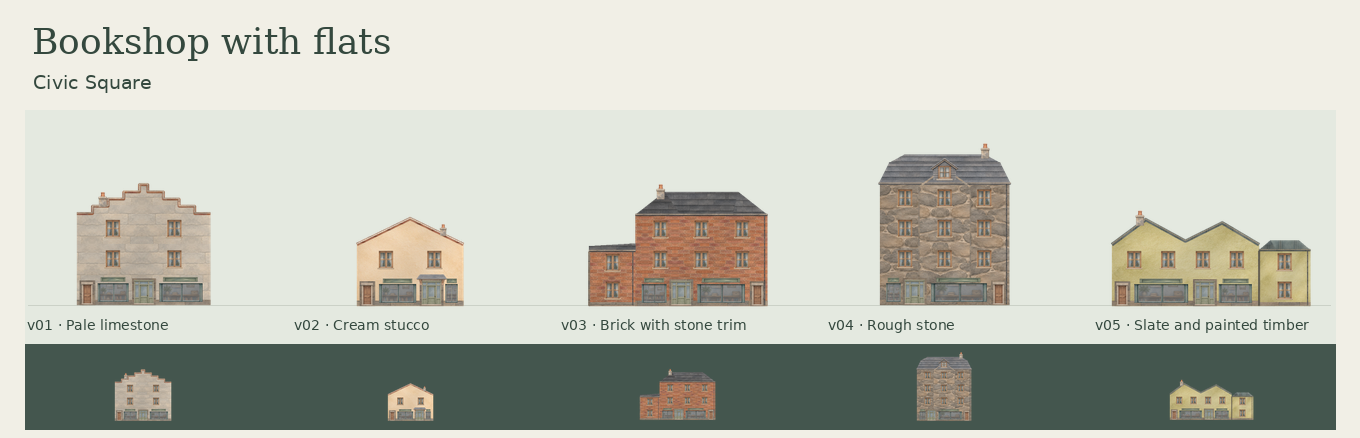 Bookshop with flats
Civic Square
v01 · Pale limestone
v02 · Cream stucco
v03 · Brick with stone trim
v04 · Rough stone
v05 · Slate and painted timber